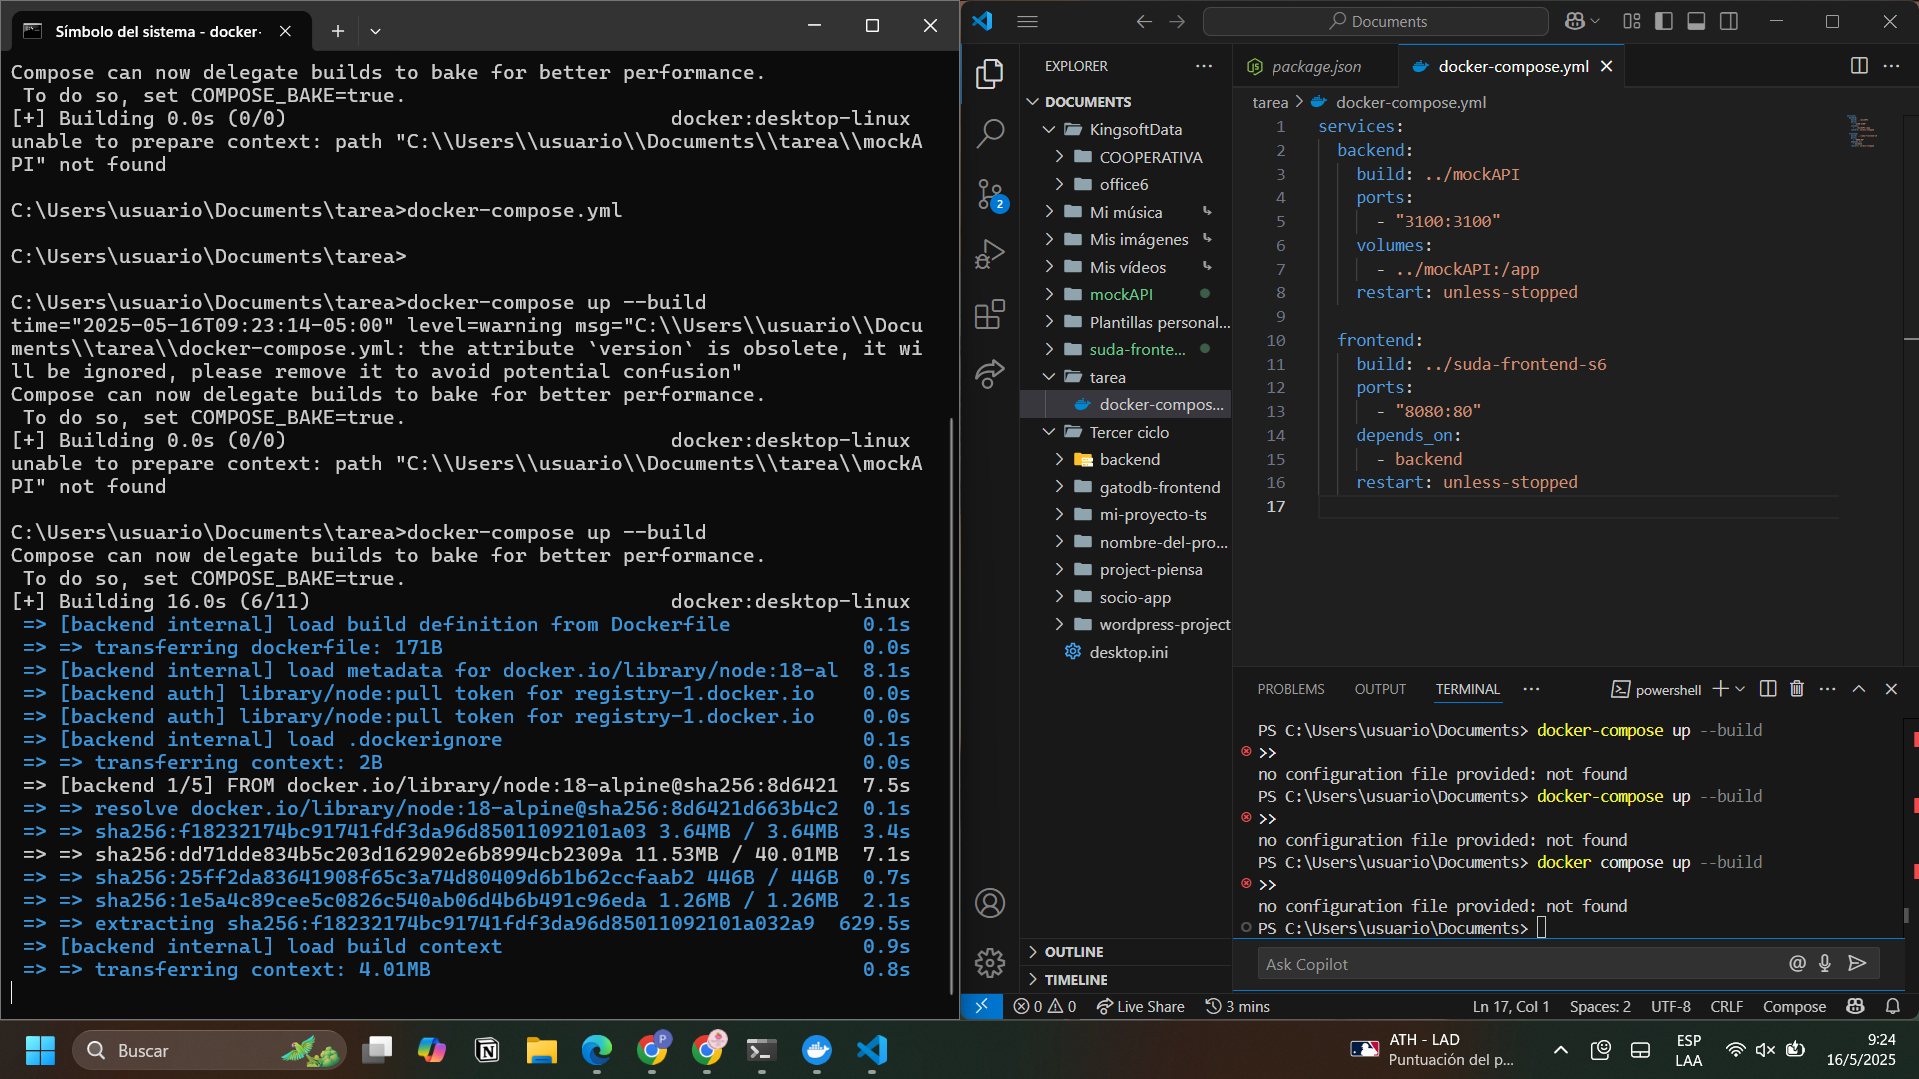 Símbolo del sistema - docker-
Compose can now delegate builds to bake for better performance.
 To do so, set COMPOSE_BAKE=true.
[+] Building 0.0s (0/0) docker:desktop-linux
unable to prepare context: path "C:\\Users\\usuario\\Documents\\tarea\\mockA
PI" not found
C:\Users\usuario\Documents\tarea>docker-compose.yml
C:\Users\usuario\Documents\tarea>
C:\Users\usuario\Documents\tarea>docker-compose up --build
time="2025-05-16T09:23:14-05:00" level=warning msg="C:\\Users\\usuario\\Docu
ments\\tarea\\docker-compose.yml: the attribute `version` is obsolete, it wi
ll be ignored, please remove it to avoid potential confusion"
Compose can now delegate builds to bake for better performance.
 To do so, set COMPOSE_BAKE=true.
[+] Building 0.0s (0/0) docker:desktop-linux
unable to prepare context: path "C:\\Users\\usuario\\Documents\\tarea\\mockA
PI" not found
C:\Users\usuario\Documents\tarea>docker-compose up --build
Compose can now delegate builds to bake for better performance.
 To do so, set COMPOSE_BAKE=true.
[+] Building 16.0s (6/11) docker:desktop-linux
=> [backend internal] load build definition from Dockerfile 0.1s
=> => transferring dockerfile: 171B 0.0s
=> [backend internal] load metadata for docker.io/library/node:18-al 8.1s
=> [backend auth] library/node:pull token for registry-1.docker.io 0.0s
=> [backend auth] library/node:pull token for registry-1.docker.io 0.0s
=> [backend internal] load .dockerignore 0.1s
=> => transferring context: 2B 0.0s
=> [backend 1/5] FROM docker.io/library/node:18-alpine@sha256:8d6421 7.5s
=> => resolve docker.io/library/node:18-alpine@sha256:8d6421d663b4c2 0.1s
=> => sha256:f18232174bc91741fdf3da96d85011092101a03 3.64MB / 3.64MB 3.4s
=> => sha256:dd71dde834b5c203d162902e6b8994cb2309a 11.53MB / 40.01MB 7.1s
=> => sha256:25ff2da83641908f65c3a74d80409d6b1b62ccfaab2 446B / 446B 0.7s
=> => sha256:1e5a4c89cee5c0826c540ab06d4b6b491c96eda 1.26MB / 1.26MB 2.1s
=> => extracting sha256:f18232174bc91741fdf3da96d85011092101a032a9 629.5s
=> [backend internal] load build context 0.9s
=> => transferring context: 4.01MB 0.8s
Documents
EXPLORER
DOCUMENTS
KingsoftData
COOPERATIVA
office6
Mi música
Mis imágenes
Mis vídeos
mockAPI
Plantillas personal...
suda-fronte...
tarea
docker-compos...
Tercer ciclo
backend
gatodb-frontend
mi-proyecto-ts
nombre-del-pro...
project-piensa
socio-app
wordpress-project
desktop.ini
OUTLINE
TIMELINE
2
package.json
docker-compose.yml
tarea > docker-compose.yml
1 services:
2 backend:
3 build: ../mockAPI
4 ports:
5 - "3100:3100"
6 volumes:
7 - ../mockAPI:/app
8 restart: unless-stopped
9
10 frontend:
11 build: ../suda-frontend-s6
12 ports:
13 - "8080:80"
14 depends_on:
15 - backend
16 restart: unless-stopped
17
PROBLEMS OUTPUT TERMINAL powershell
PS C:\Users\usuario\Documents> docker-compose up --build
>>
no configuration file provided: not found
PS C:\Users\usuario\Documents> docker-compose up --build
>>
no configuration file provided: not found
PS C:\Users\usuario\Documents> docker compose up --build
>>
no configuration file provided: not found
PS C:\Users\usuario\Documents>
Ask Copilot
0 0 Live Share 3 mins Ln 17, Col 1 Spaces: 2 UTF-8 CRLF Compose
Buscar
P
ATH - LAD
Puntuación del p...
ESP
LAA
9:24
16/5/2025